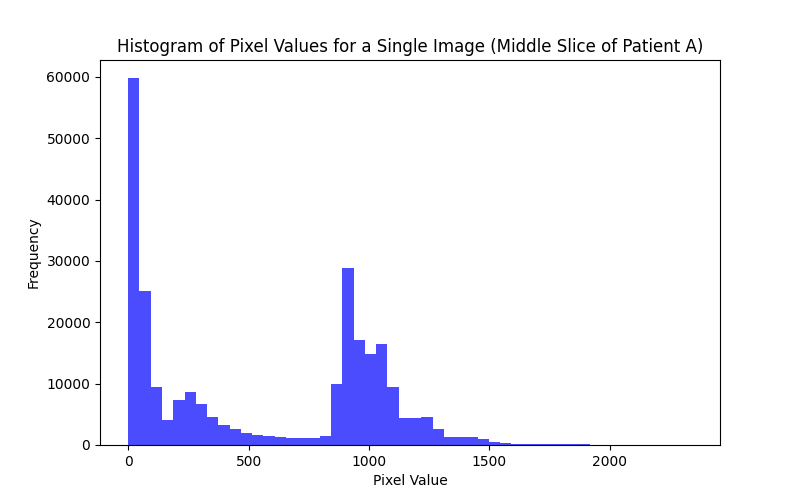 Histogram of Pixel Values for a Single Image (Middle Slice of Patient A)
60000
50000
40000
30000
20000
10000
0
Frequency
0 500 1000 1500 2000
Pixel Value